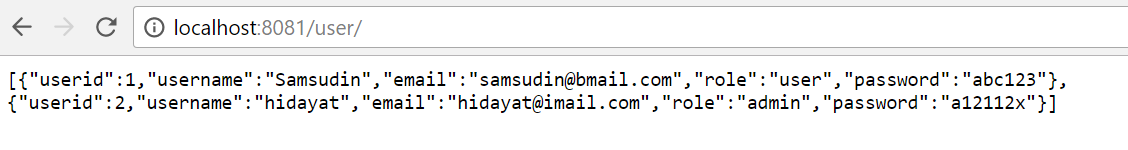 localhost:8081/user/
[{"userid":1,"username":"Samsudin","email":"samsudin@bmail.com","role":"user","password":"abc123"},
{"userid":2,"username":"hidayat","email":"hidayat@imail.com","role":"admin","password":"a12112x"}]